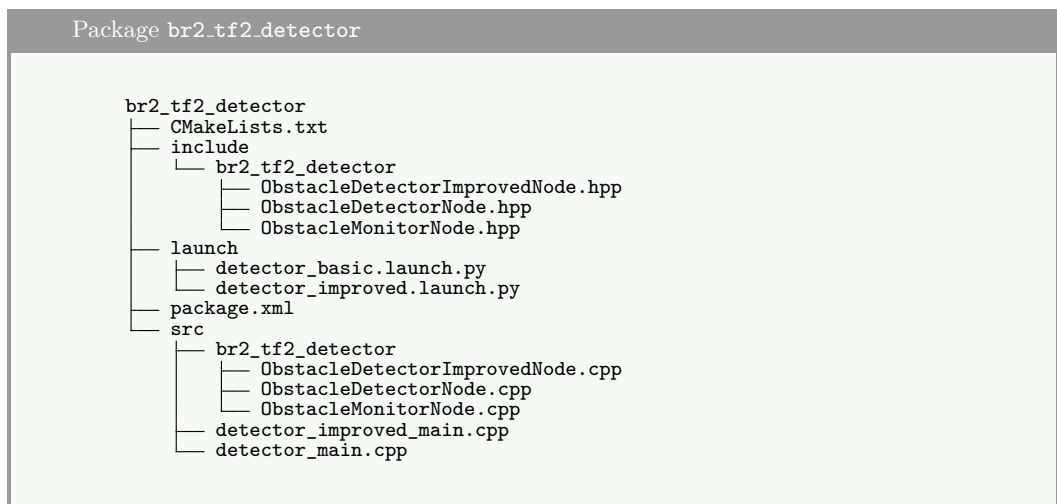 Package br2_tf2_detector
br2_tf2_detector
├── CMakeLists.txt
├── include
│   └── br2_tf2_detector
│       ├── ObstacleDetectorImprovedNode.hpp
│       ├── ObstacleDetectorNode.hpp
│       └── ObstacleMonitorNode.hpp
├── launch
│   ├── detector_basic.launch.py
│   └── detector_improved.launch.py
├── package.xml
└── src
    ├── br2_tf2_detector
    │   ├── ObstacleDetectorImprovedNode.cpp
    │   ├── ObstacleDetectorNode.cpp
    │   └── ObstacleMonitorNode.cpp
    ├── detector_improved_main.cpp
    └── detector_main.cpp